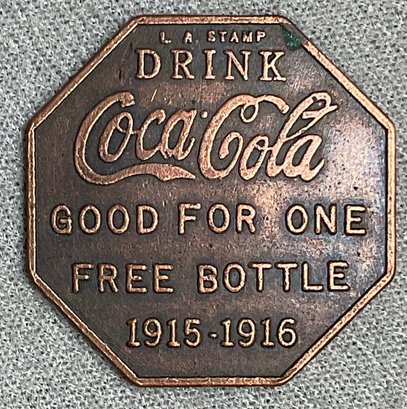 L. A. STAMP
DRINK
Coca-Cola
GOOD FOR ONE
FREE BOTTLE
1915-1916